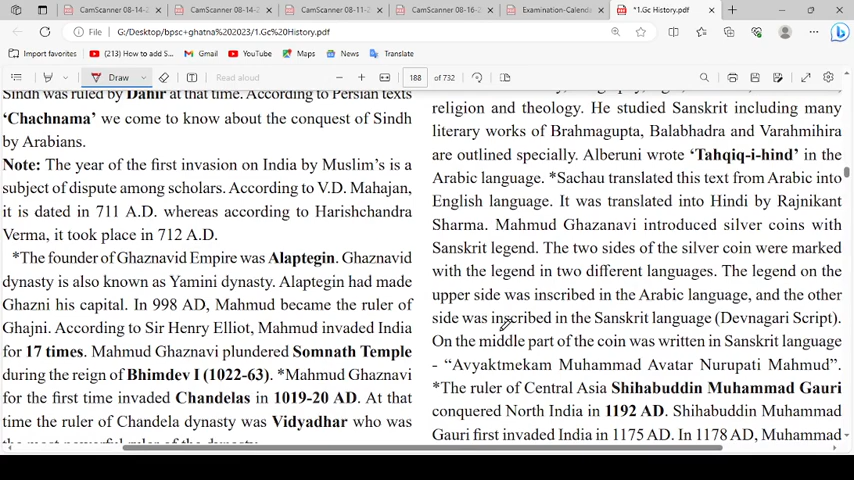 CamScanner 08-14-2
CamScanner 08-14-2
CamScanner 08-11-2
CamScanner 08-16-2
Examination-Calende
*1.Gc History.pdf
File
G:/Desktop/bpsc+ghatna%202023/1.Gc%20History.pdf
Import favorites
(213) How to add S...
Gmail
YouTube
Maps
News
Translate
Draw
Read aloud
188
of 732
Sindh was ruled by Dahir at that time. According to Persian texts
'Chachnama' we come to know about the conquest of Sindh
by Arabians.
Note: The year of the first invasion on India by Muslim's is a
subject of dispute among scholars. According to V.D. Mahajan,
it is dated in 711 A.D. whereas according to Harishchandra
Verma, it took place in 712 A.D.
*The founder of Ghaznavid Empire was Alaptegin. Ghaznavid
dynasty is also known as Yamini dynasty. Alaptegin had made
Ghazni his capital. In 998 AD, Mahmud became the ruler of
Ghajni. According to Sir Henry Elliot, Mahmud invaded India
for 17 times. Mahmud Ghaznavi plundered Somnath Temple
during the reign of Bhimdev I (1022-63). *Mahmud Ghaznavi
for the first time invaded Chandelas in 1019-20 AD. At that
time the ruler of Chandela dynasty was Vidyadhar who was
the most powerful ruler of the dynasty.
religion and theology. He studied Sanskrit including many
literary works of Brahmagupta, Balabhadra and Varahmihira
are outlined specially. Alberuni wrote 'Tahqiq-i-hind' in the
Arabic language. *Sachau translated this text from Arabic into
English language. It was translated into Hindi by Rajnikant
Sharma. Mahmud Ghazanavi introduced silver coins with
Sanskrit legend. The two sides of the silver coin were marked
with the legend in two different languages. The legend on the
upper side was inscribed in the Arabic language, and the other
side was inscribed in the Sanskrit language (Devnagari Script).
On the middle part of the coin was written in Sanskrit language
- "Avyaktmekam Muhammad Avatar Nurupati Mahmud".
*The ruler of Central Asia Shihabuddin Muhammad Gauri
conquered North India in 1192 AD. Shihabuddin Muhammad
Gauri first invaded India in 1175 AD. In 1178 AD, Muhammad